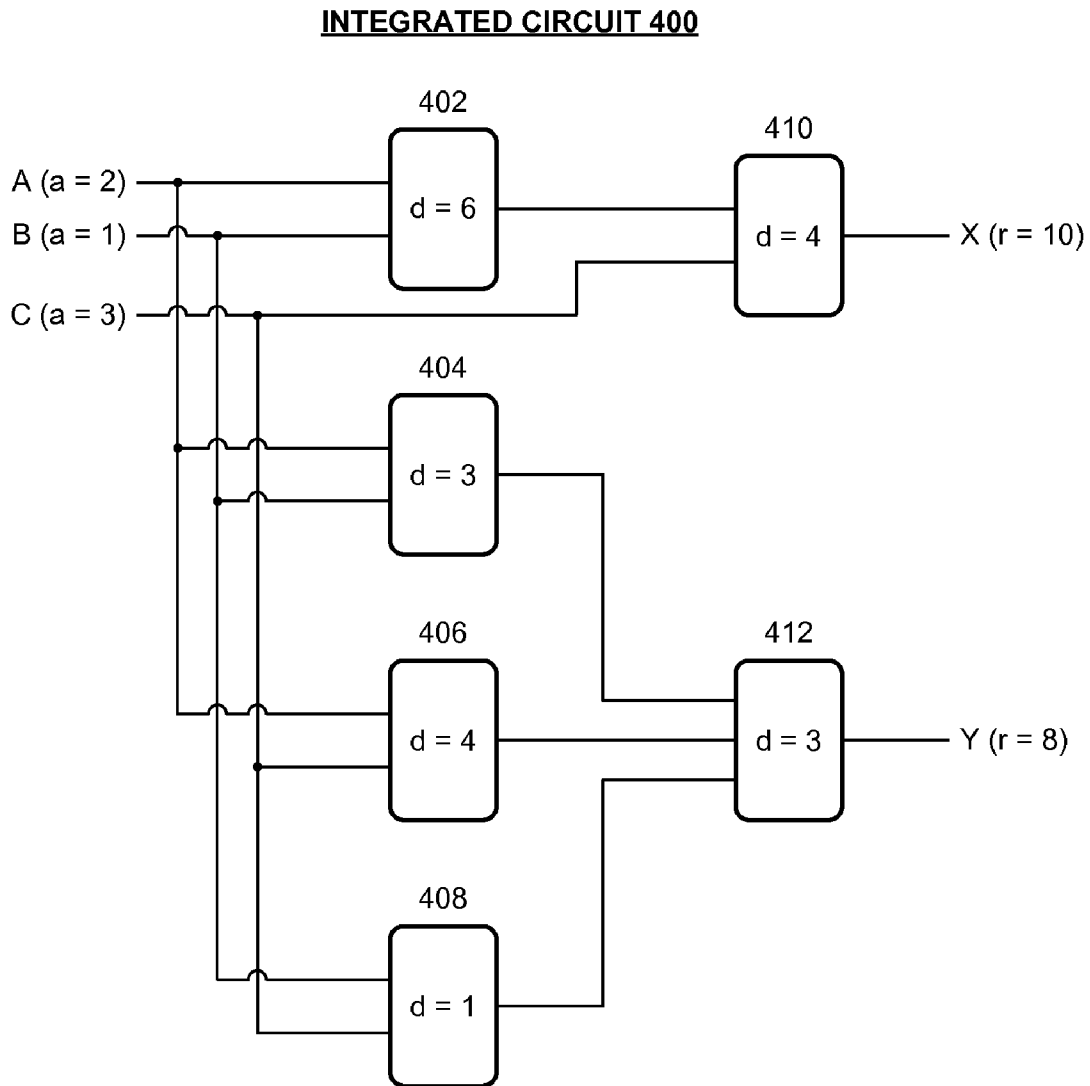 INTEGRATED CIRCUIT 400
402
410
A (a = 2)
d = 6
B (a = 1)
d = 4
X (r = 10)
C (a = 3)
404
d = 3
406
412
d = 4
d = 3
Y (r = 8)
408
d = 1